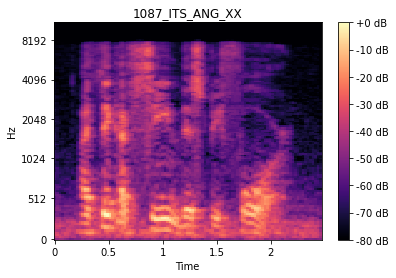 1087_ITS_ANG_XX
8192
4096
2048
1024
512
0
Hz
0
0.5
1
1.5
2
Time
+0 dB
-10 dB
-20 dB
-30 dB
-40 dB
-50 dB
-60 dB
-70 dB
-80 dB